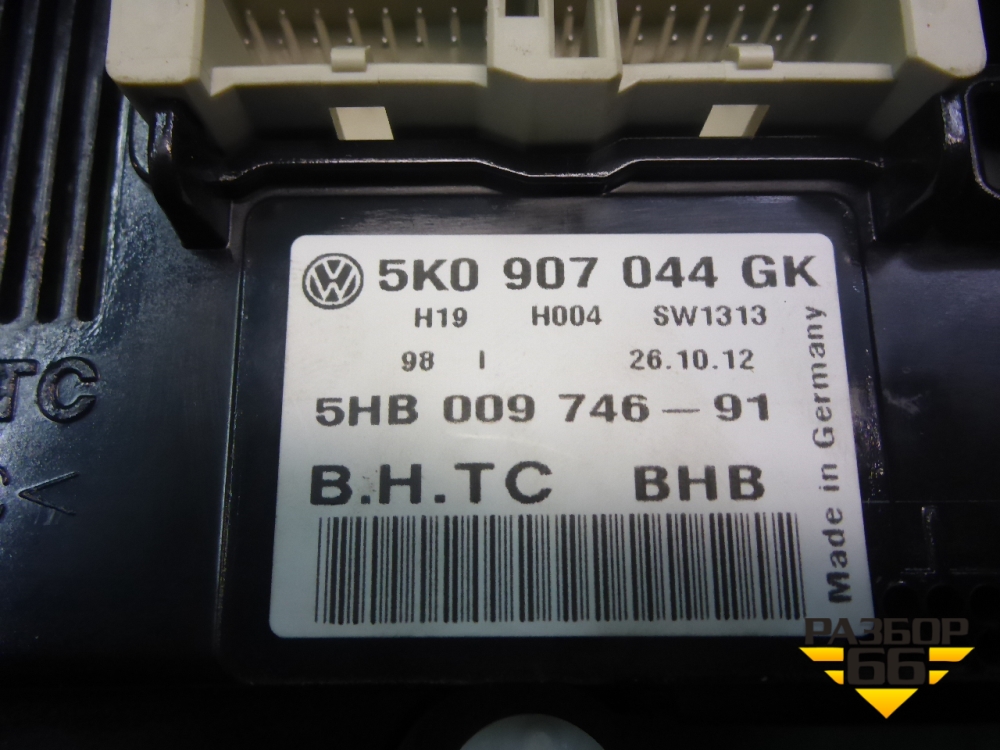 5K0 907 044 GK
H19 H004 SW1313
98 I 26.10.12
5HB 009 746-91
B.H.TC BHB
Made in Germany
TC
РАЗБОР
66